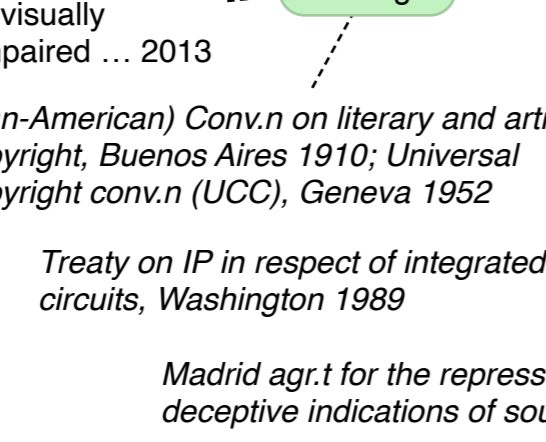 visually
paired … 2013
n-American) Conv.n on literary and arti
pyright, Buenos Aires 1910; Universal
pyright conv.n (UCC), Geneva 1952
Treaty on IP in respect of integrated
circuits, Washington 1989
Madrid agr.t for the repress
deceptive indications of sou